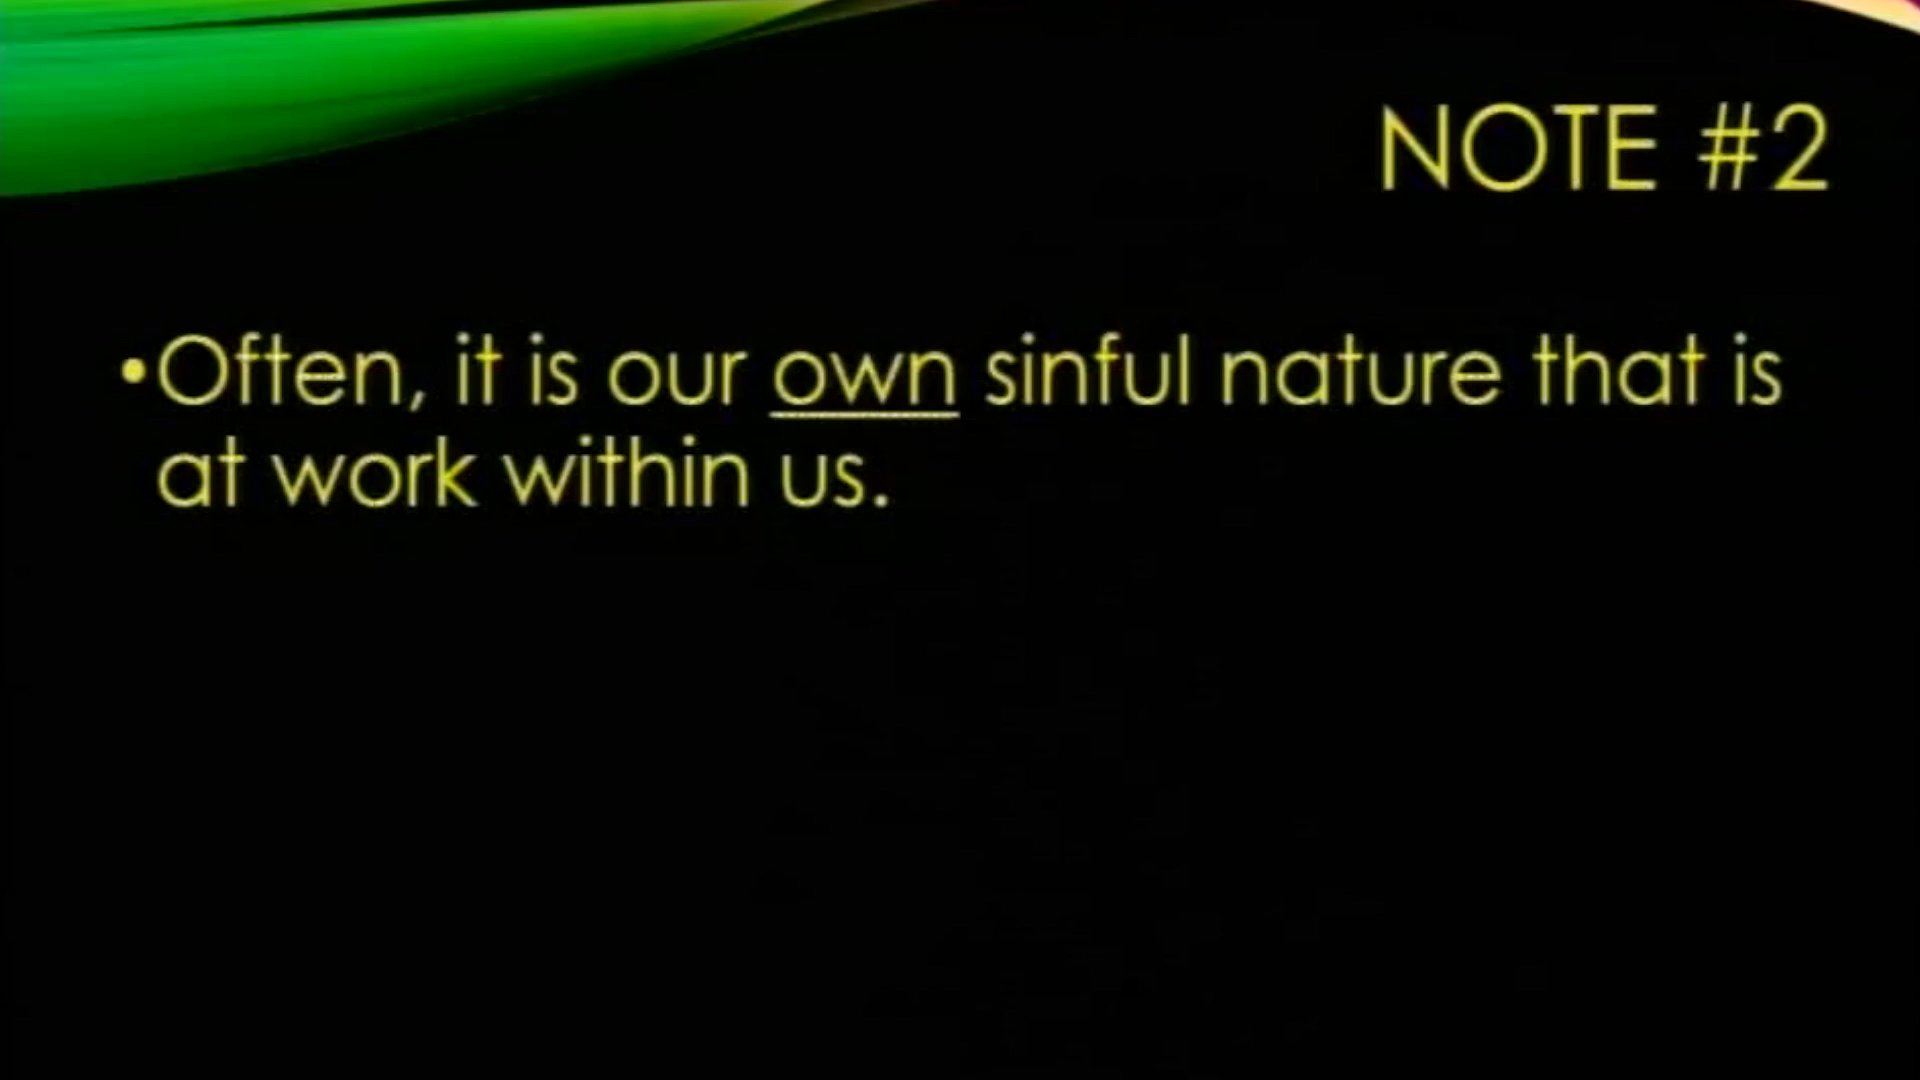 NOTE #2
•Often, it is our own sinful nature that is
at work within us.